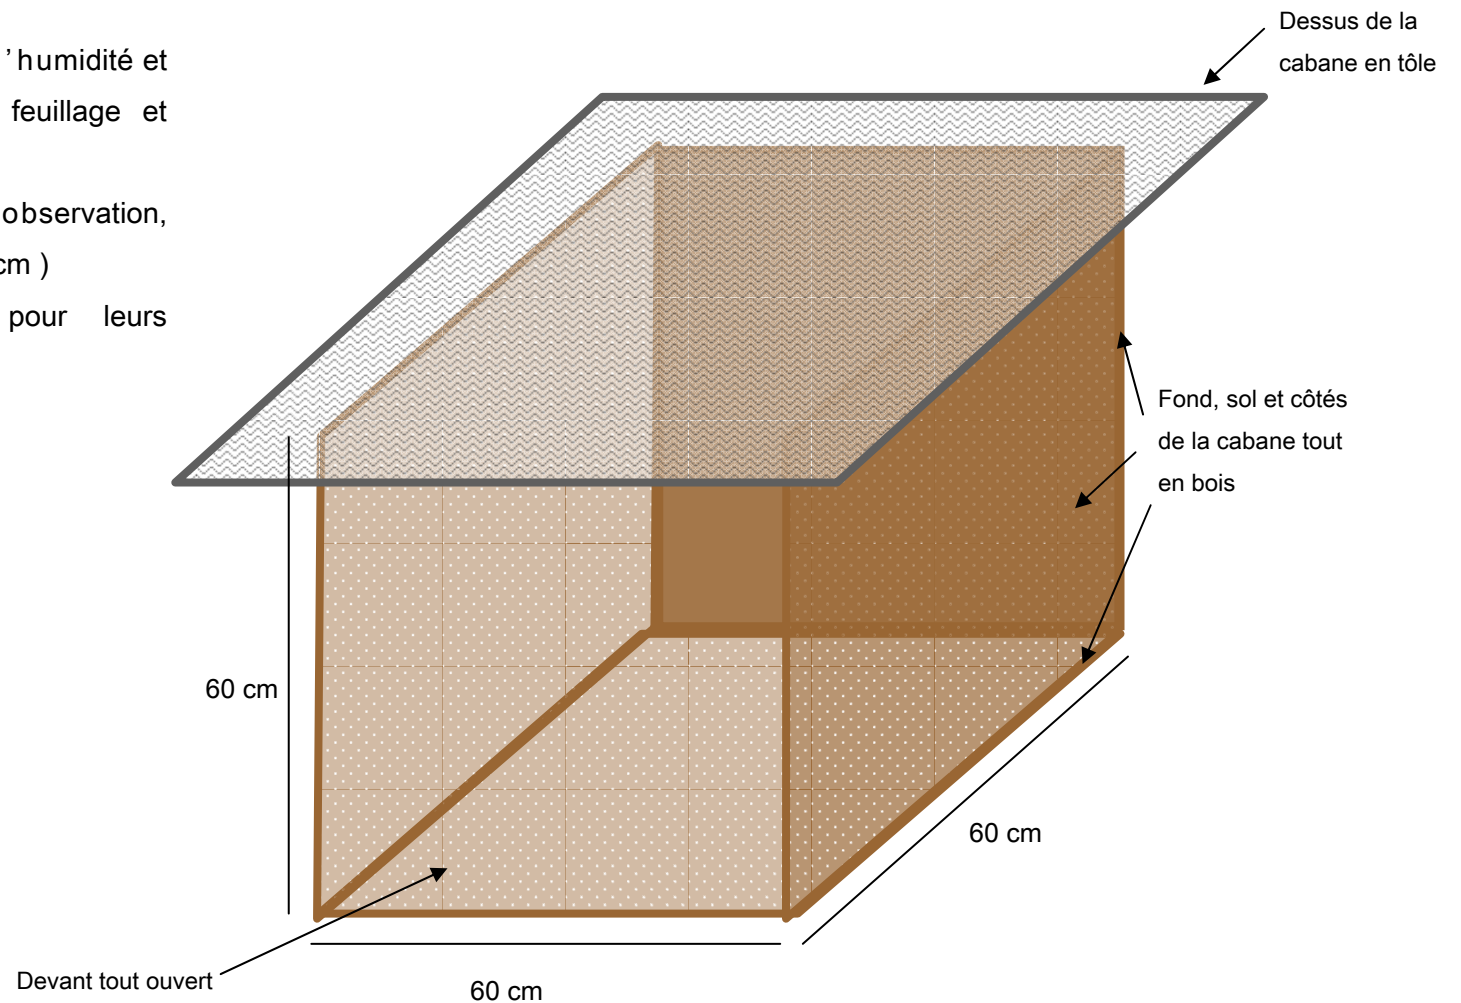 ’humidité et
feuillage et
observation,
cm )
pour leurs
Dessus de la
cabane en tôle
Fond, sol et côtés
de la cabane tout
en bois
60 cm
60 cm
Devant tout ouvert
60 cm